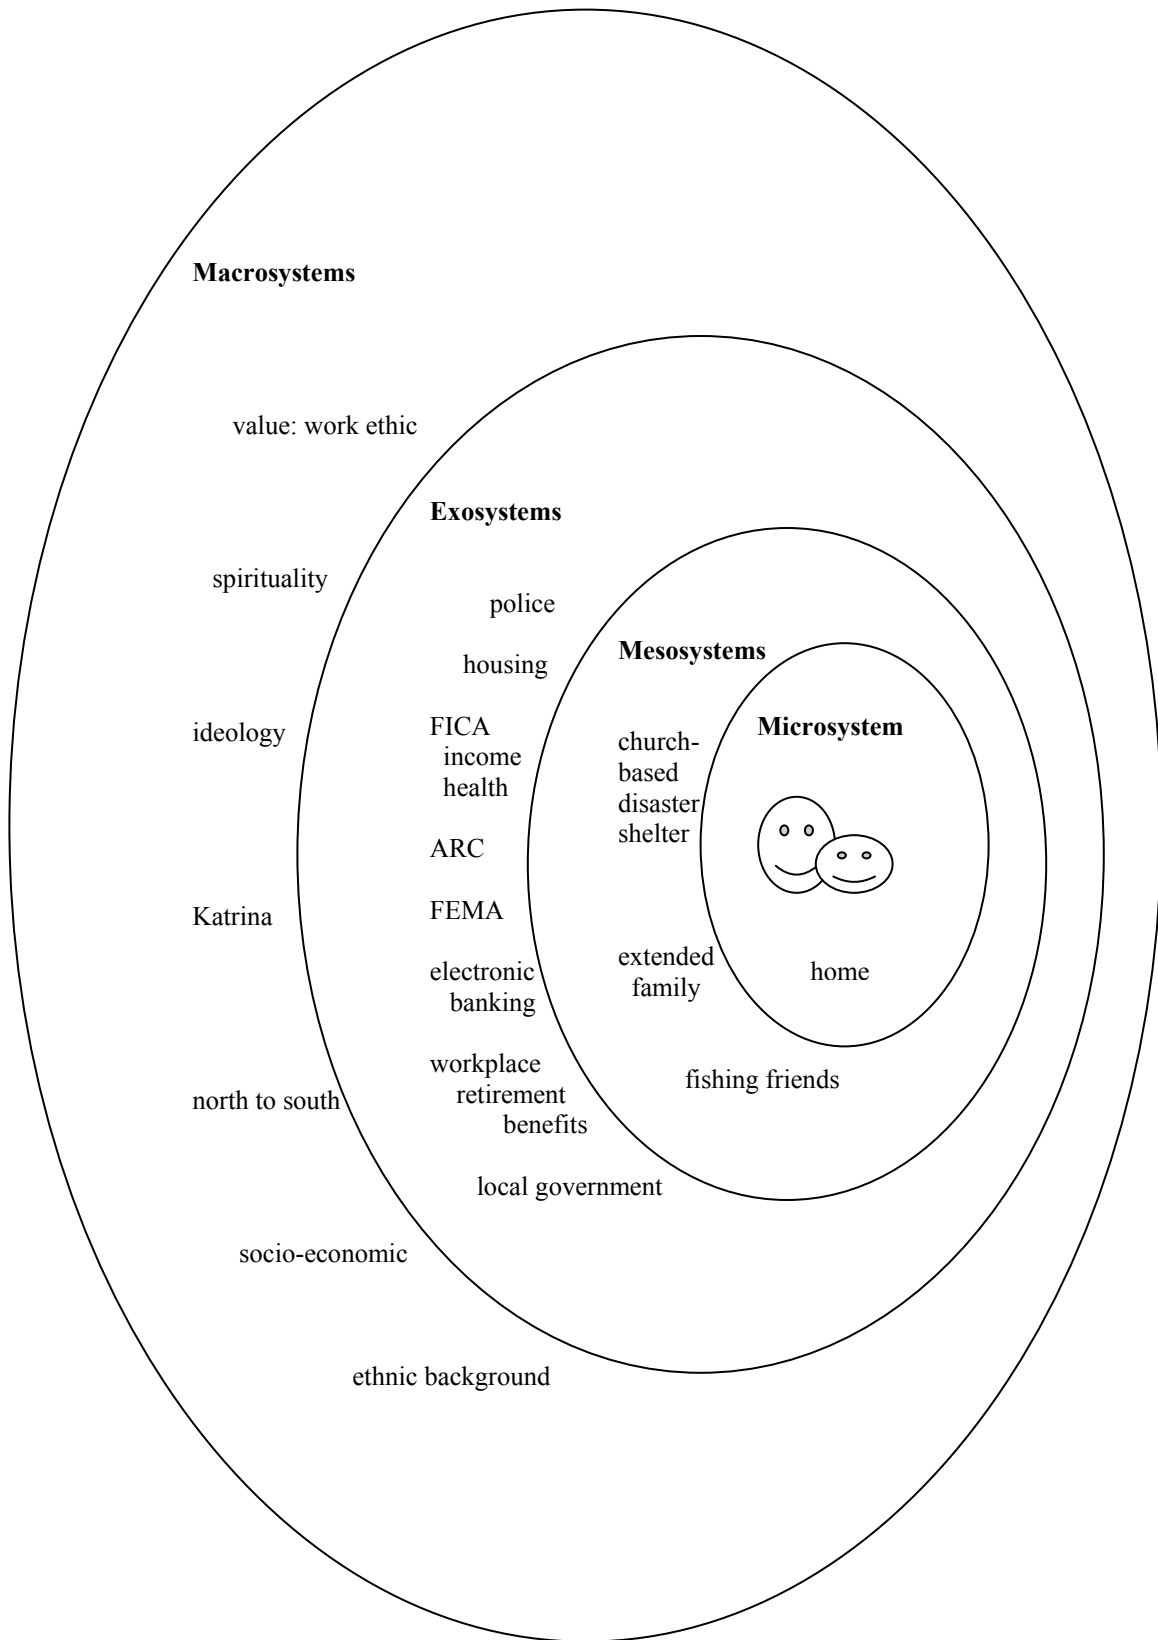 Macrosystems
value: work ethic
spirituality
ideology
Katrina
north to south
socio-economic
ethnic background
Exosystems
police
housing
FICA
income
health
ARC
FEMA
electronic
banking
workplace
retirement
benefits
local government
Mesosystems
church-
based
disaster
shelter
extended
family
fishing friends
Microsystem
home